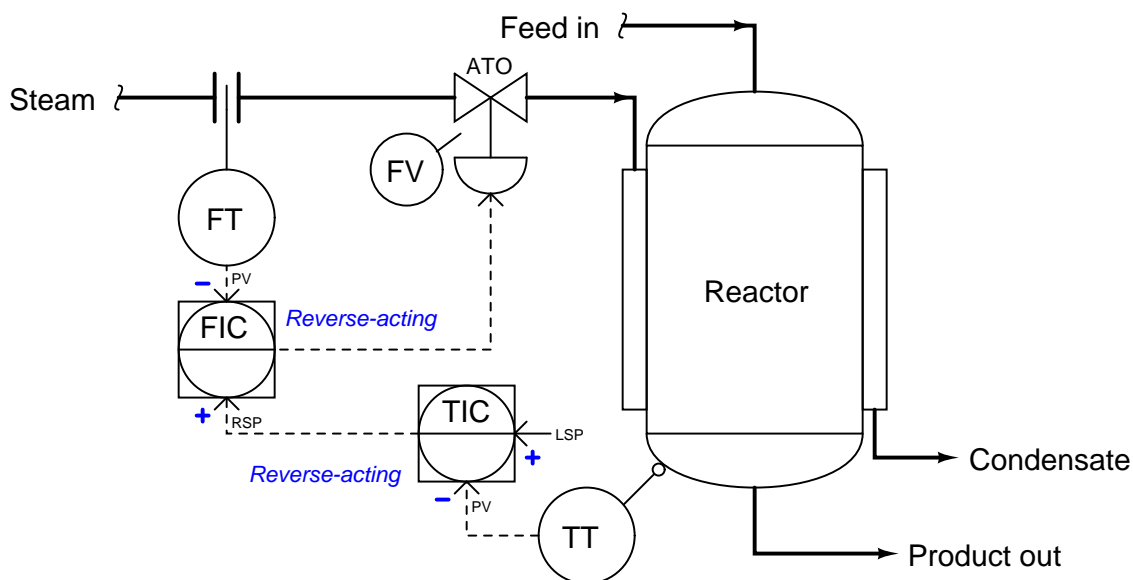 Feed in
ATO
Steam
FV
FT
−
PV
Reactor
Reverse-acting
FIC
TIC
+
RSP
LSP
+
Reverse-acting
Condensate
−
PV
TT
Product out